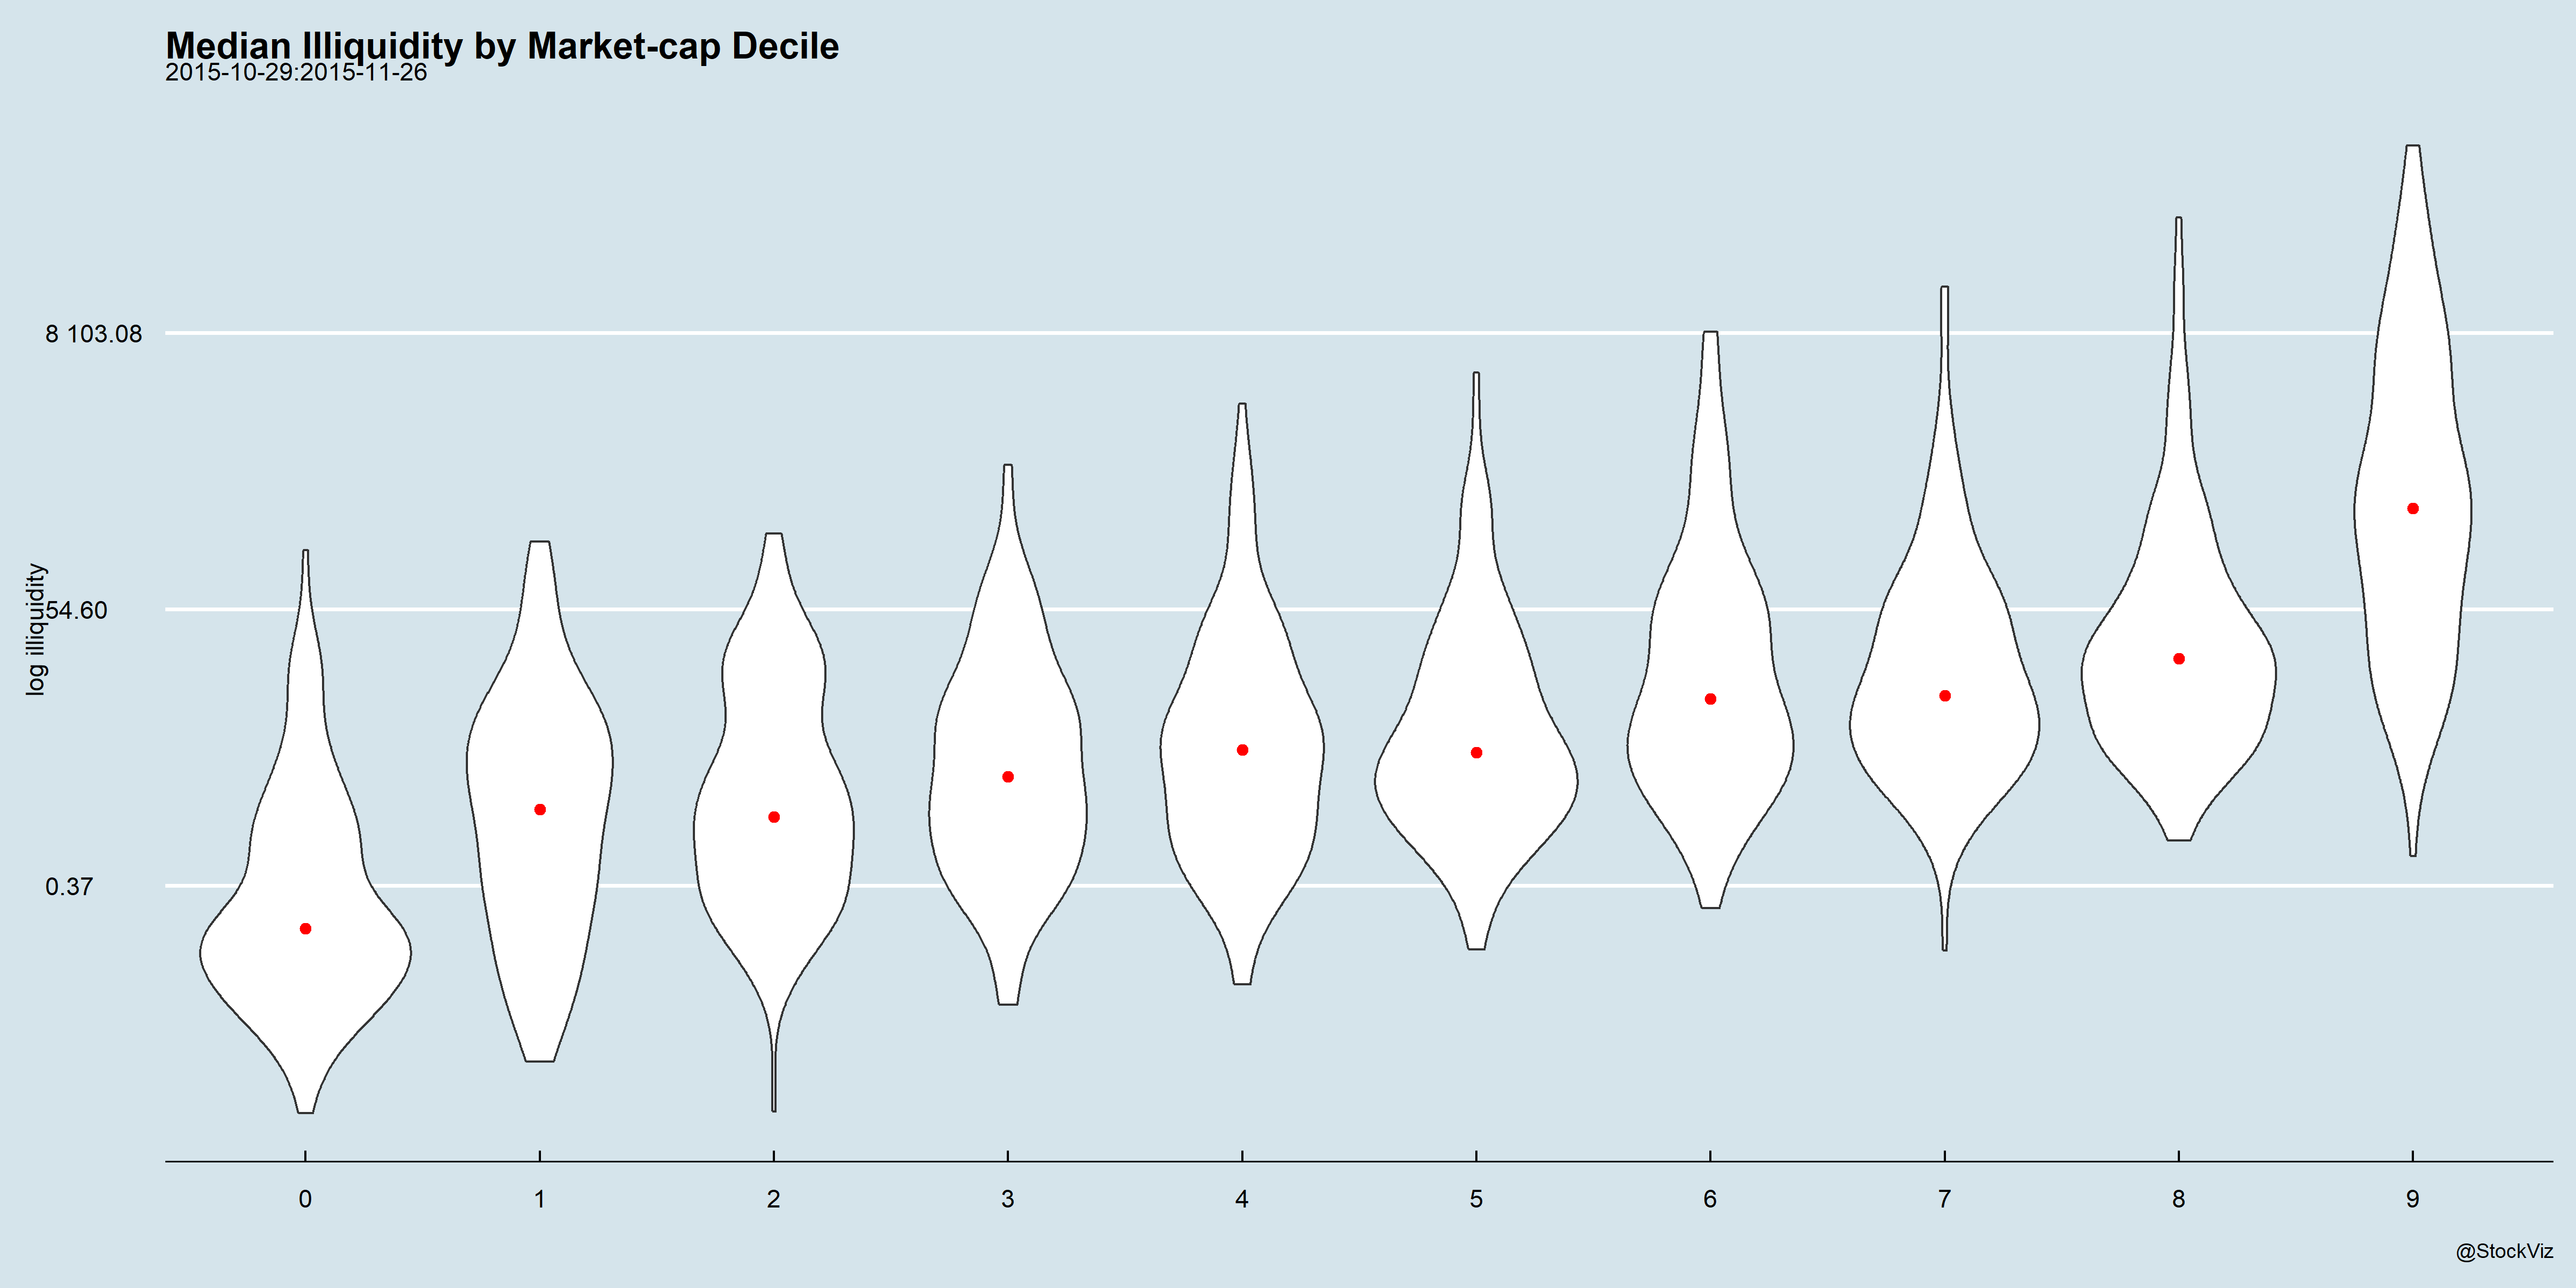 Median Illiquidity by Market-cap Decile
2015-10-29:2015-11-26
log illiquidity
8 103.08
54.60
0.37
0 1 2 3 4 5 6 7 8 9
@StockViz